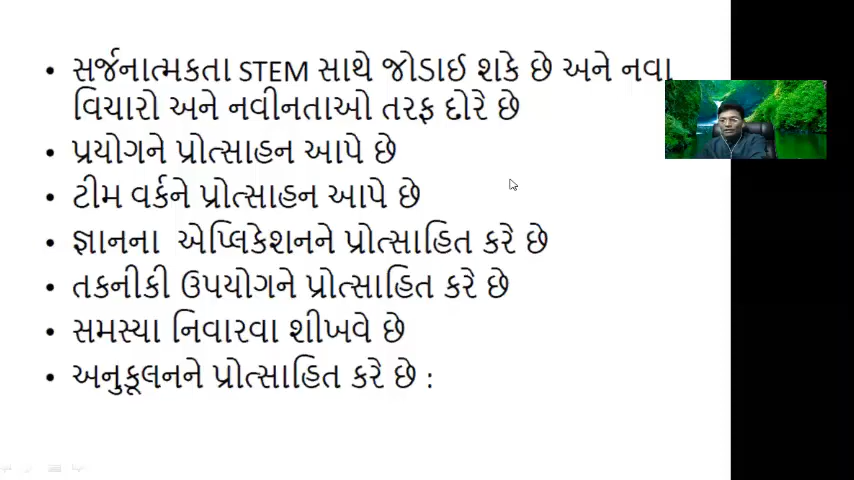 • સર્જનાત્મકતા STEM સાથે જોડાઈ શકે છે અને નવા
વિચારો અને નવીનતાઓ તરફ દોરે છે
• પ્રયોગને પ્રોત્સાહન આપે છે
• ટીમ વર્કને પ્રોત્સાહન આપે છે
• જ્ઞાનના એપ્લિકેશનને પ્રોત્સાહિત કરે છે
• તકનીકી ઉપયોગને પ્રોત્સાહિત કરે છે
• સમસ્યા નિવારવા શીખવે છે
• અનુકૂલનને પ્રોત્સાહિત કરે છે :